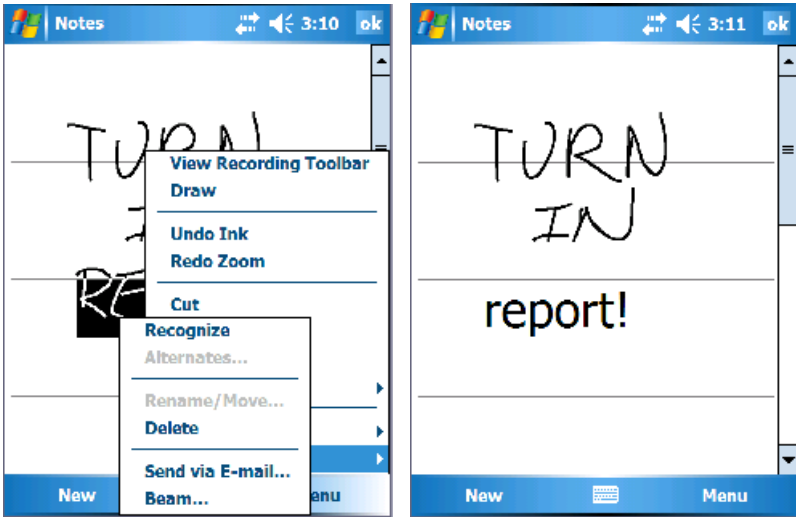 Notes
3:10
ok
TURN
View Recording Toolbar
Draw
Undo Ink
Redo Zoom
Cut
Recognize
Alternates...
Rename/Move...
Delete
Send via E-mail...
Beam...
New
enu
Notes
3:11
ok
TURN
IN
report!
New
Menu